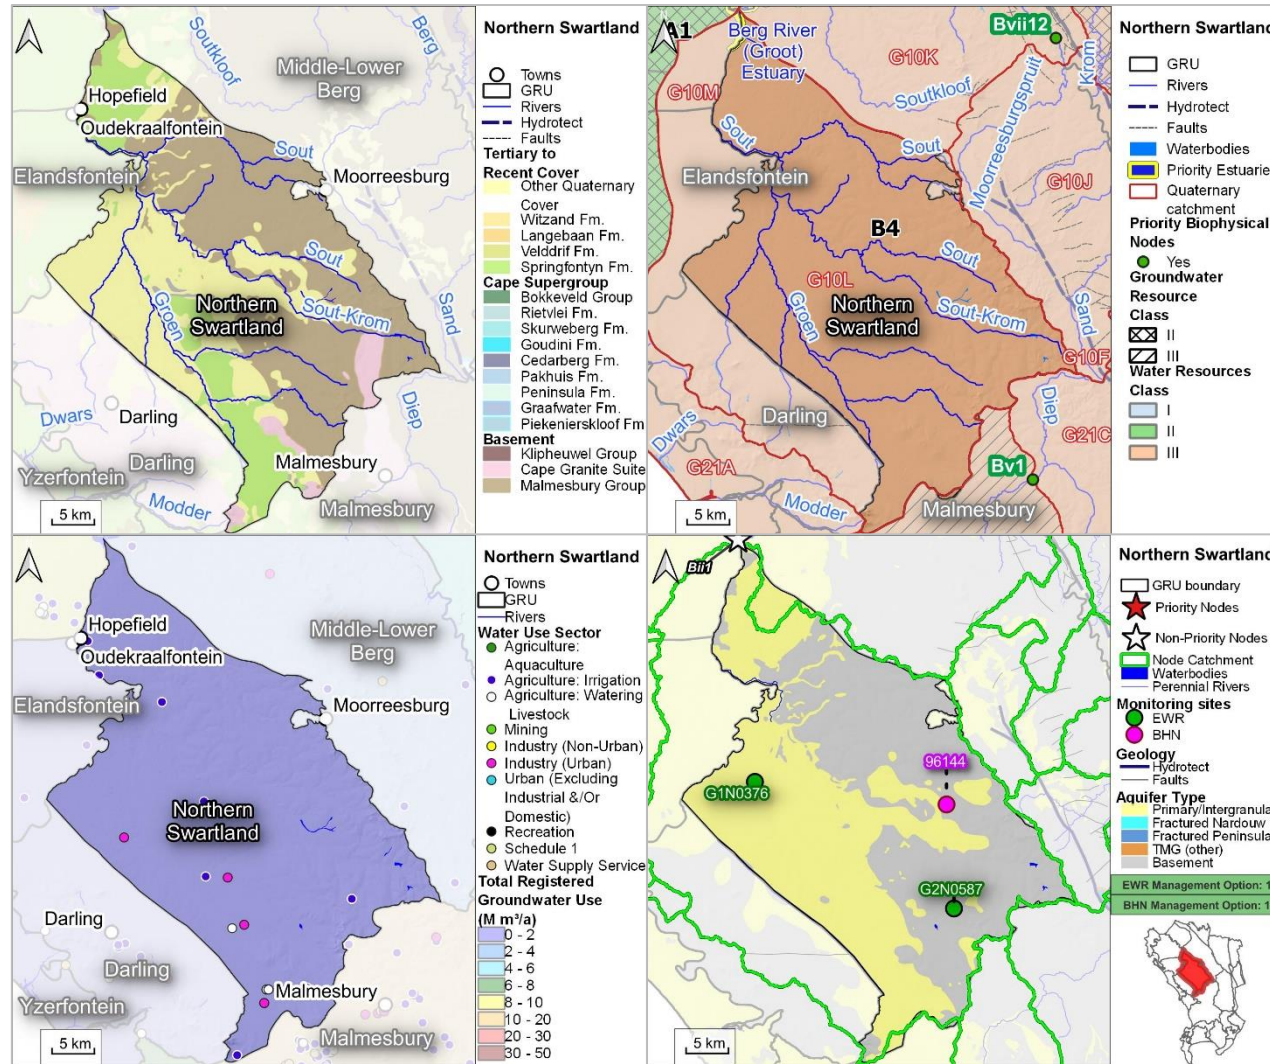 Hopefield
Oudekraalfontein
Elandsfontein
Soutkloof
Berg
Middle-Lower
Berg
Sout
Moorreesburg
Sout
Sout-Krom
Northern
Swartland
Groen
Sand
Dwars
Darling
Diep
Darling
Yzerfontein
Malmesbury
Malmesbury
Modder
5 km
Northern Swartland
Towns
GRU
Rivers
Hydrotect
Faults
Tertiary to
Recent Cover
Other Quaternary
Cover
Witzand Fm.
Langebaan Fm.
Velddrif Fm.
Springfontyn Fm.
Cape Supergroup
Bokkeveld Group
Rietvlei Fm.
Skurweberg Fm.
Goudini Fm.
Cedarberg Fm.
Pakhuis Fm.
Peninsula Fm.
Graafwater Fm.
Piekenierskloof Fm
Basement
Klipheuwel Group
Cape Granite Suite
Malmesbury Group
A1
Berg River
(Groot)
Estuary
Bvii12
G10K
Krom
G10M
Soutkloof
Moorreesburgspruit
Sout
Sout
Elandsfontein
G10J
B4
Sout
G10L
Northern
Swartland
Sout-Krom
Groen
Sand
G10F
Darling
Dwars
Diep
G21C
G21A
Bv1
Modder
Malmesbury
5 km
Northern Swartland
GRU
Rivers
Hydrotect
Faults
Waterbodies
Priority Estuarie
Quaternary
catchment
Priority Biophysical
Nodes
Yes
Groundwater
Resource
Class
II
III
Water Resources
Class
I
II
III
Hopefield
Oudekraalfontein
Elandsfontein
Middle-Lower
Berg
Moorreesburg
Northern
Swartland
Darling
Darling
Yzerfontein
Malmesbury
Malmesbury
5 km
Northern Swartland
Towns
GRU
Rivers
Water Use Sector
Agriculture:
Aquaculture
Agriculture: Irrigation
Agriculture: Watering
Livestock
Mining
Industry (Non-Urban)
Industry (Urban)
Urban (Excluding
Industrial &/Or
Domestic)
Recreation
Schedule 1
Water Supply Service
Total Registered
Groundwater Use
(M m³/a)
0 - 2
2 - 4
4 - 6
6 - 8
8 - 10
10 - 20
20 - 30
30 - 50
Bii1
96144
G1N0376
G2N0587
5 km
Northern Swartland
GRU boundary
Priority Nodes
Non-Priority Nodes
Node Catchment
Waterbodies
Perennial Rivers
Monitoring sites
EWR
BHN
Geology
Hydrotect
Faults
Aquifer Type
Primary/Intergranula
Fractured Nardouw
Fractured Peninsula
TMG (other)
Basement
EWR Management Option: 1
BHN Management Option: 1